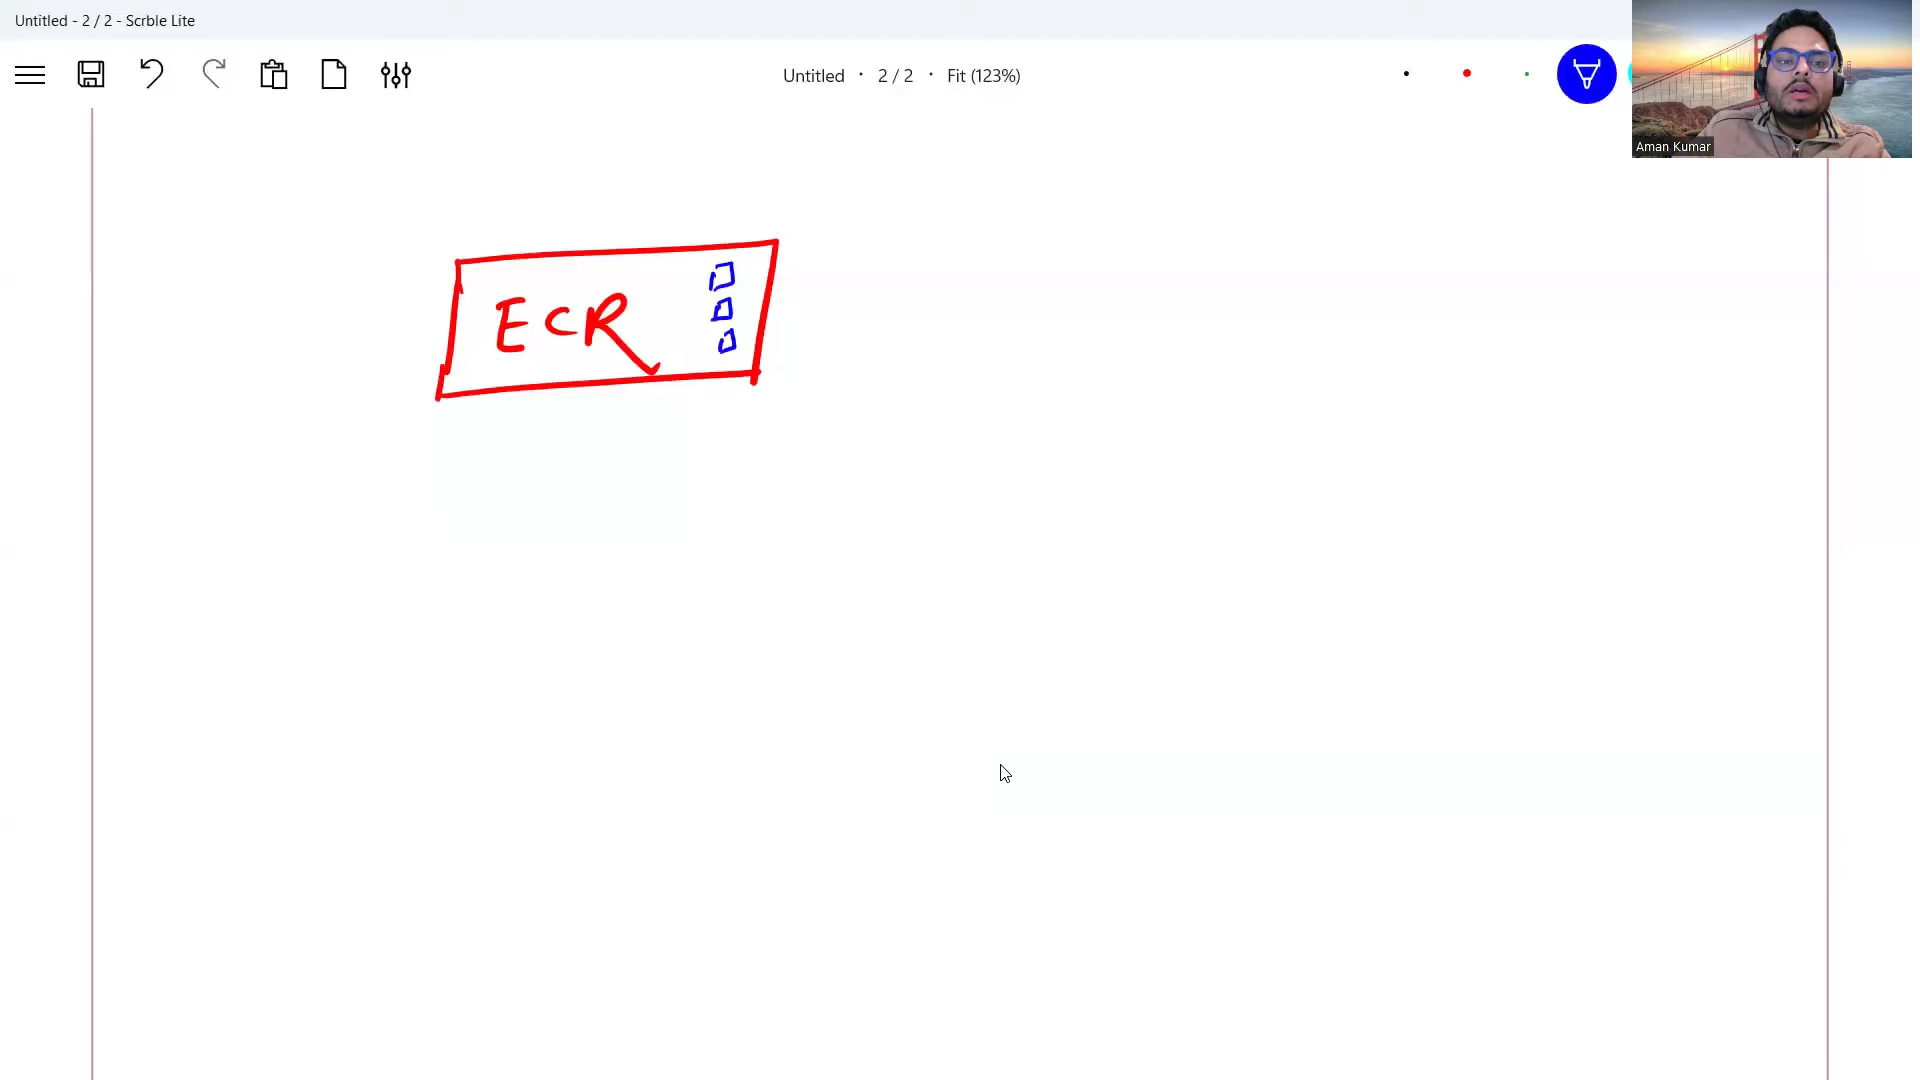 Untitled - 2 / 2 - Scrble Lite
Untitled • 2 / 2 • Fit (123%)
Aman Kumar
ECR